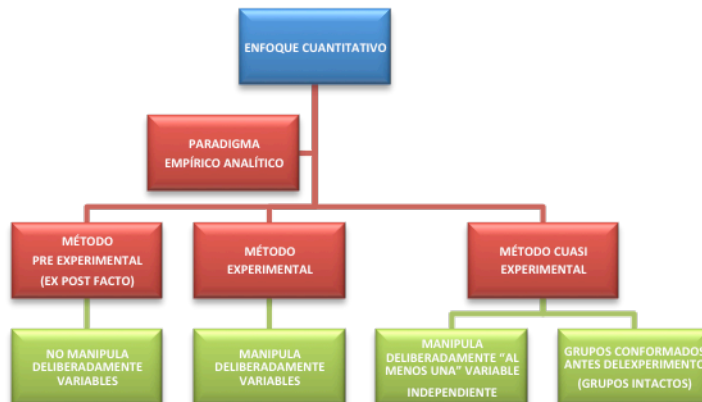 ENFOQUE CUANTITATIVO
PARADIGMA
EMPÍRICO ANALÍTICO
MÉTODO
PRE EXPERIMENTAL
(EX POST FACTO)
MÉTODO
EXPERIMENTAL
MÉTODO CUASI
EXPERIMENTAL
NO MANIPULA
DELIBERADAMENTE
VARIABLES
MANIPULA
DELIBERADAMENTE
VARIABLES
MANIPULA
DELIBERADAMENTE "AL
MENOS UNA" VARIABLE
INDEPENDIENTE
GRUPOS CONFORMADOS
ANTES DELEXPERIMENTO
(GRUPOS INTACTOS)